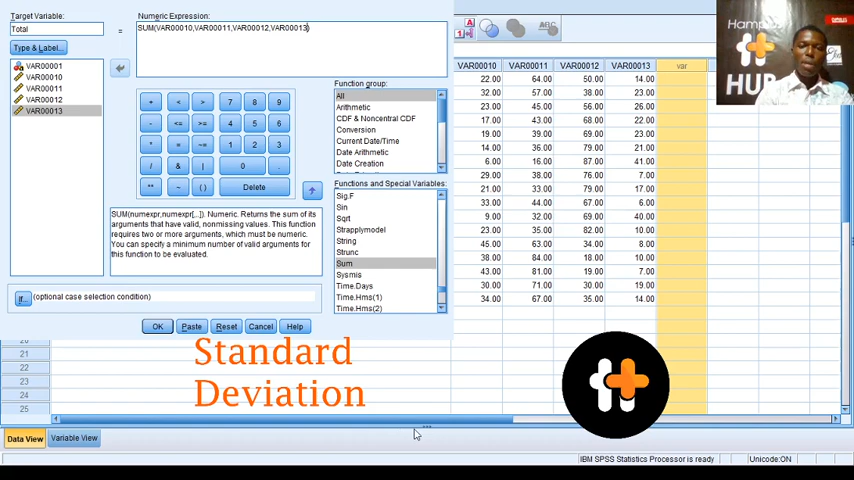 Target Variable:
Total
=
Numeric Expression:
SUM(VAR00010,VAR00011,VAR00012,VAR00013)
Type & Label...
VAR00001
VAR00010
VAR00011
VAR00012
VAR00013
+ < > 7 8 9
- <= >= 4 5 6
* = ~= 1 2 3
/ & | 0 .
** ~ ( ) Delete
Function group:
All
Arithmetic
CDF & Noncentral CDF
Conversion
Current Date/Time
Date Arithmetic
Date Creation
Functions and Special Variables:
Sig.F
Sin
Sqrt
Strapplymodel
String
Strunc
Sum
Sysmis
Time.Days
Time.Hms(1)
Time.Hms(2)
SUM(numexpr,numexpr[,..]). Numeric. Returns the sum of its
arguments that have valid, nonmissing values. This function
requires two or more arguments, which must be numeric.
You can specify a minimum number of valid arguments
for this function to be evaluated.
If... (optional case selection condition)
OK Paste Reset Cancel Help
VAR00010 VAR00011 VAR00012 VAR00013 var
22.00 64.00 50.00 14.00
32.00 57.00 38.00 23.00
23.00 45.00 56.00 26.00
17.00 43.00 68.00 22.00
19.00 39.00 69.00 23.00
14.00 36.00 79.00 21.00
6.00 16.00 87.00 41.00
29.00 38.00 76.00 7.00
21.00 33.00 79.00 17.00
33.00 44.00 67.00 6.00
9.00 32.00 69.00 40.00
23.00 35.00 82.00 10.00
45.00 63.00 34.00 8.00
38.00 84.00 18.00 10.00
43.00 81.00 19.00 7.00
30.00 71.00 30.00 19.00
34.00 67.00 35.00 14.00
21
22
23
24
25
Standard
Deviation
Data View Variable View
IBM SPSS Statistics Processor is ready Unicode:ON
HUB